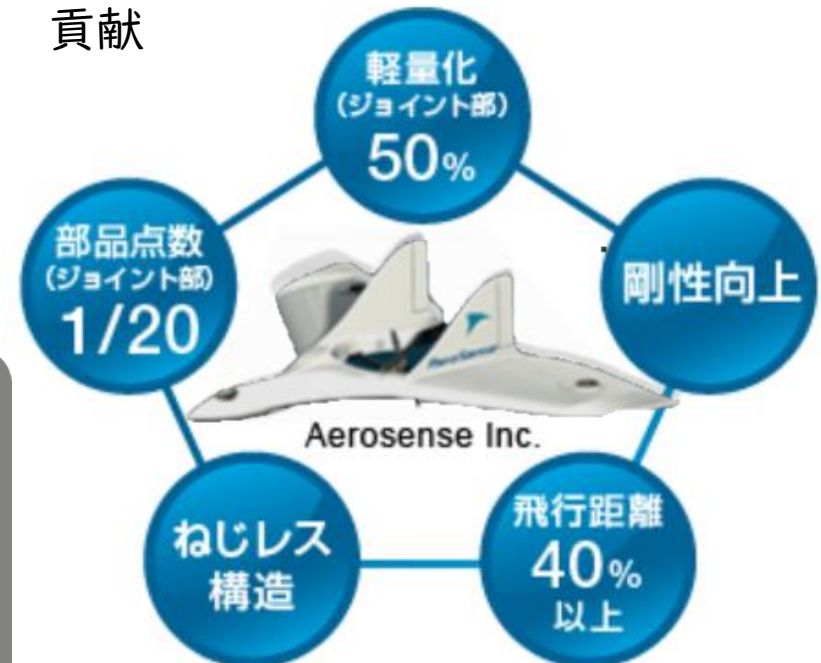 貢献
軽量化
(ジョイント部)
50%
部品点数
(ジョイント部)
1/20
剛性向上
AeroSense
Aerosense Inc.
ねじレス
構造
飛行距離
40%
以上